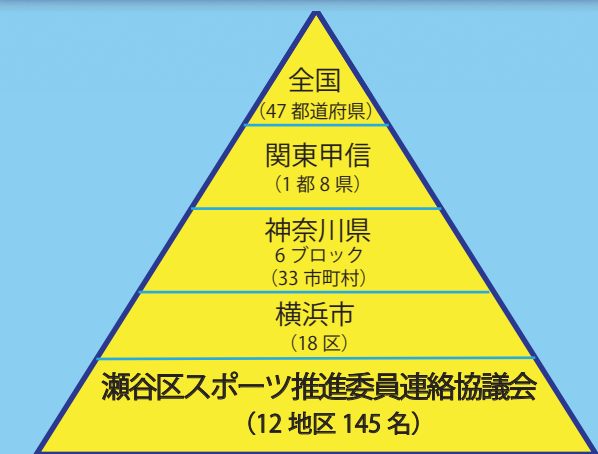 全国
（47 都道府県）
関東甲信
（1 都 8 県）
神奈川県
6 ブロック
（33 市町村）
横浜市
（18 区）
瀬谷区スポーツ推進委員連絡協議会
（12 地区 145 名）